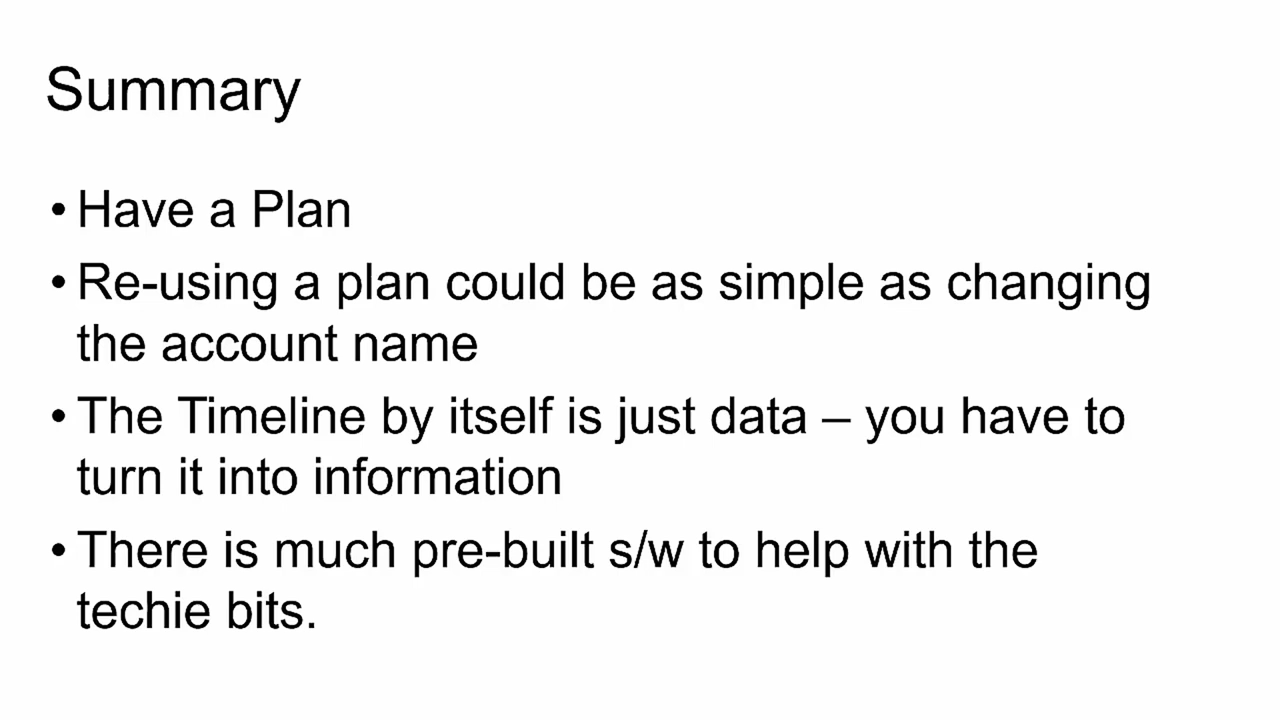 Summary
• Have a Plan
• Re-using a plan could be as simple as changing
the account name
• The Timeline by itself is just data – you have to
turn it into information
• There is much pre-built s/w to help with the
techie bits.